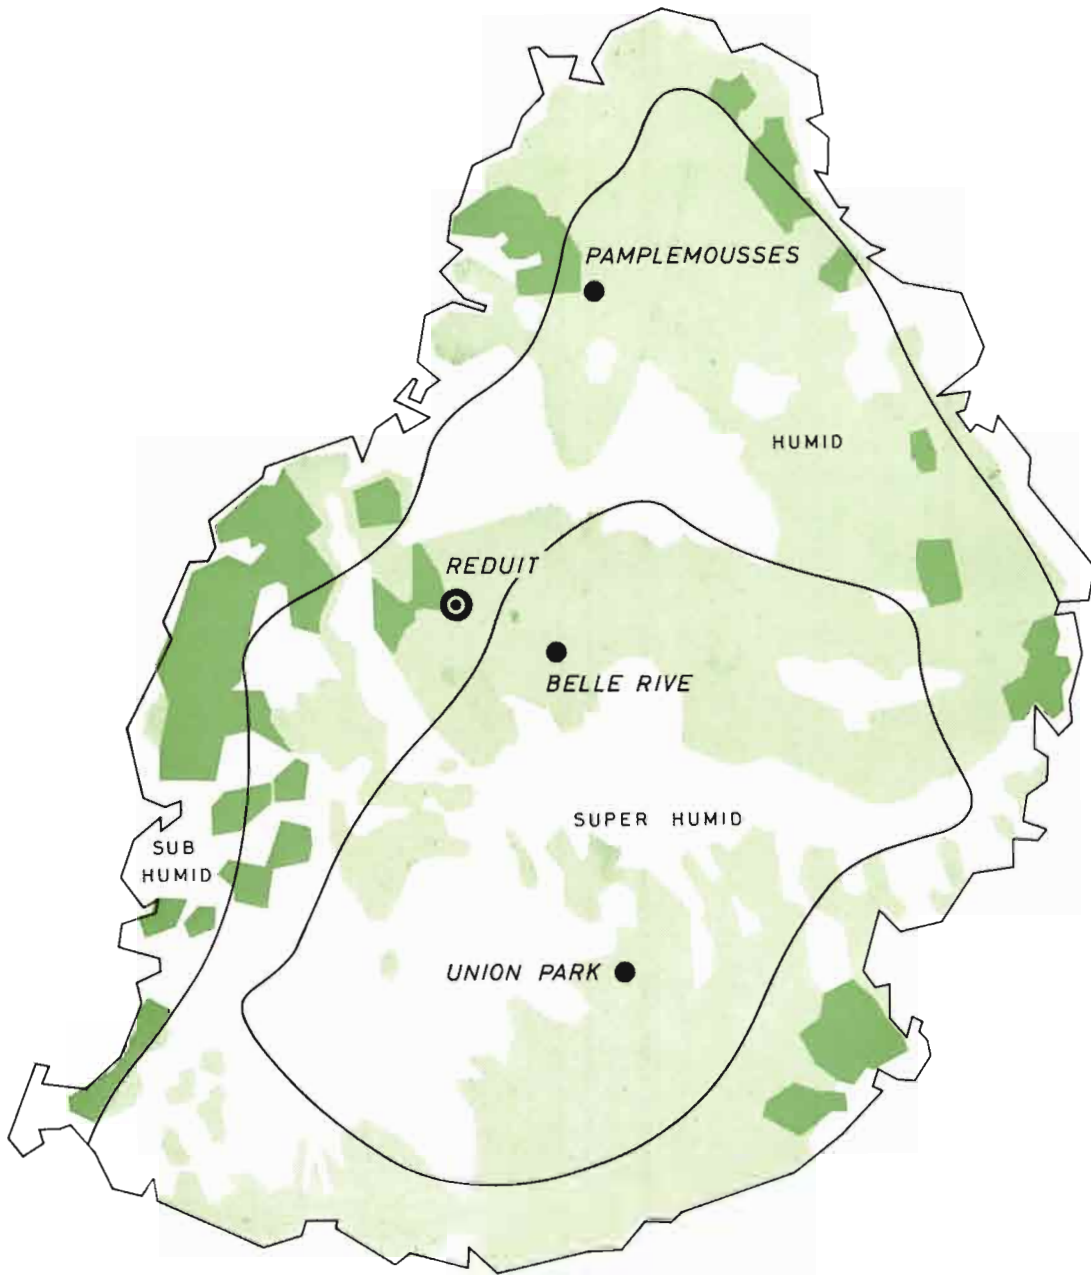 PAMPLEMOUSSES
HUMID
REDUIT
BELLE RIVE
SUPER HUMID
SUB
HUMID
UNION PARK